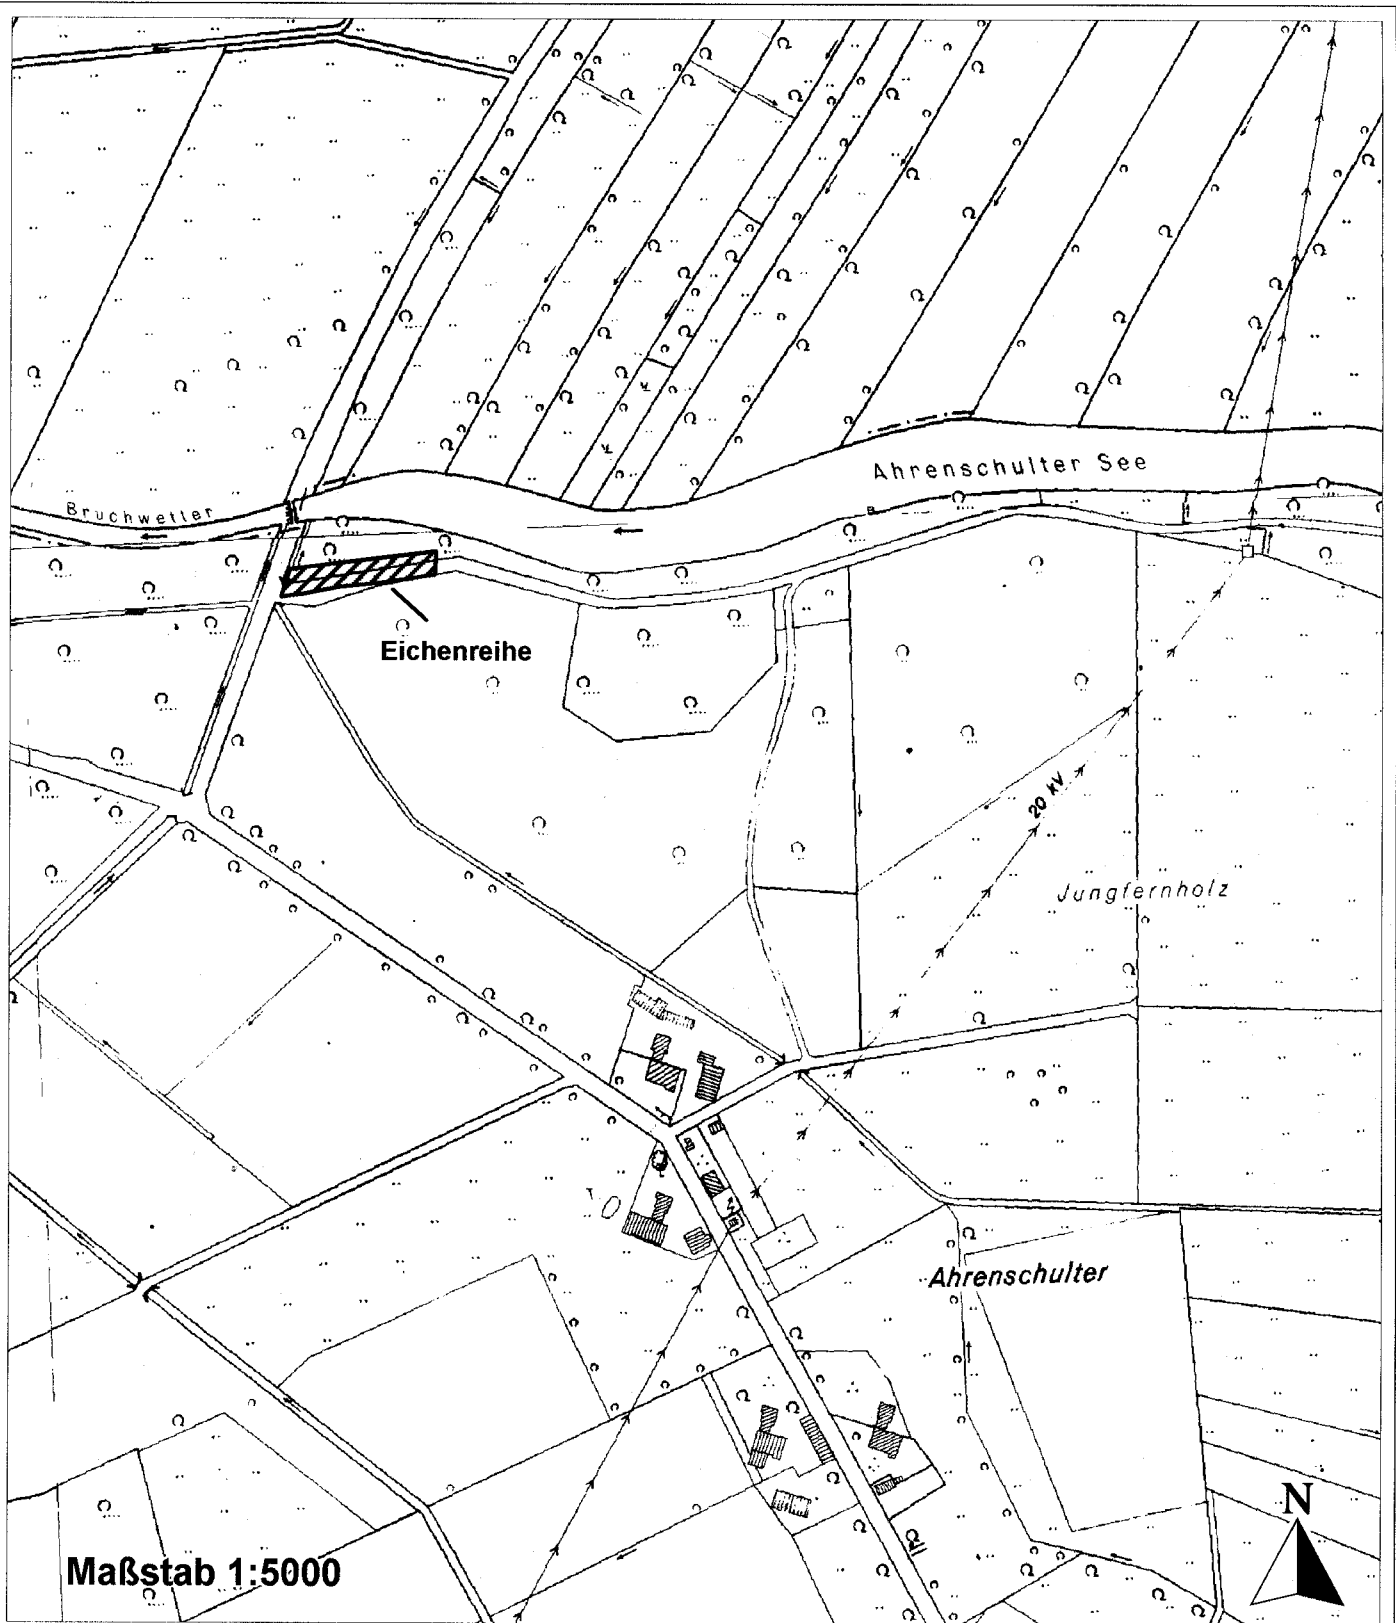 Ahrenschulter See
Bruchwetter
Eichenreihe
20 kV
Jungfernholz
Ahrenschulter
N
Maßstab 1:5000